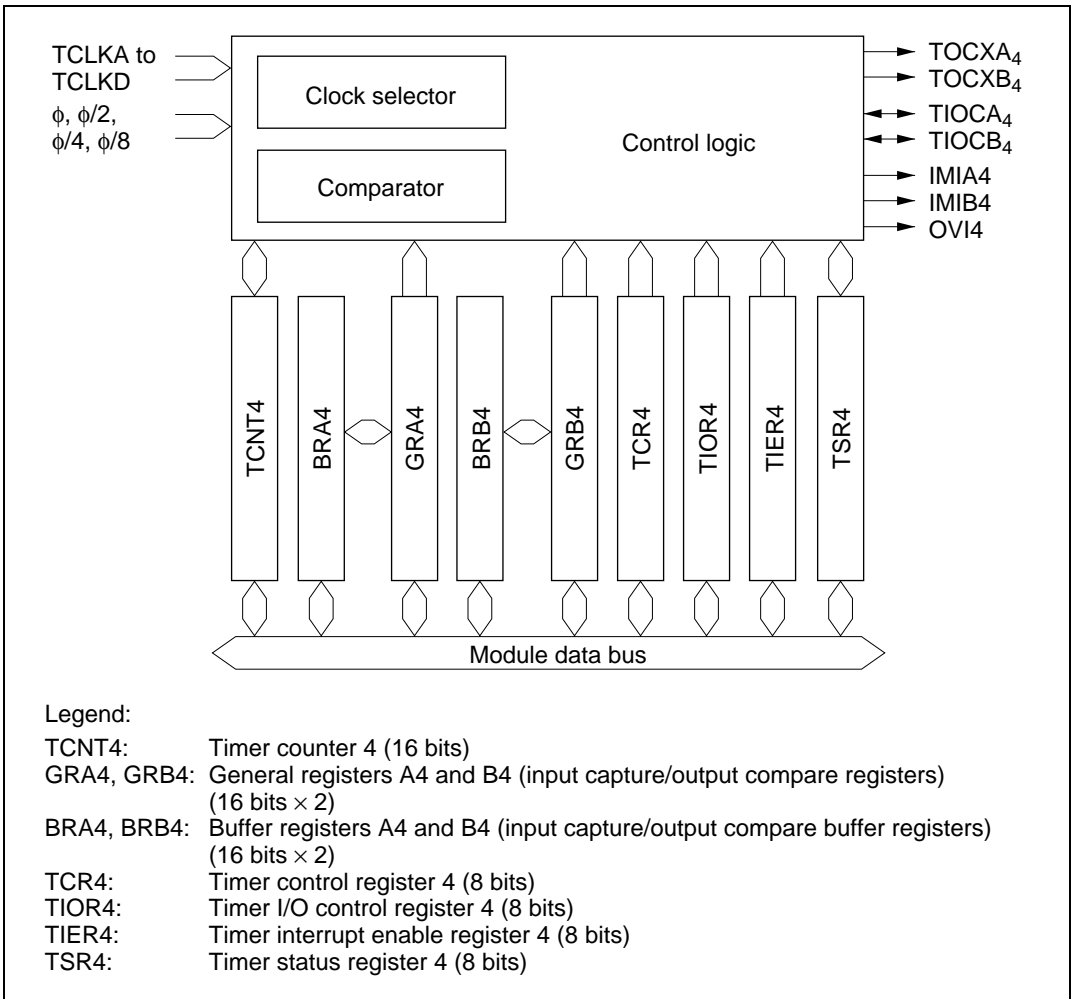 TCLKA to
TCLKD
ϕ, ϕ/2,
ϕ/4, ϕ/8
Clock selector
Comparator
Control logic
TOCXA4
TOCXB4
TIOCA4
TIOCB4
IMIA4
IMIB4
OVI4
TCNT4
BRA4
GRA4
BRB4
GRB4
TCR4
TIOR4
TIER4
TSR4
Module data bus
Legend:
TCNT4: Timer counter 4 (16 bits)
GRA4, GRB4: General registers A4 and B4 (input capture/output compare registers)
(16 bits × 2)
BRA4, BRB4: Buffer registers A4 and B4 (input capture/output compare buffer registers)
(16 bits × 2)
TCR4: Timer control register 4 (8 bits)
TIOR4: Timer I/O control register 4 (8 bits)
TIER4: Timer interrupt enable register 4 (8 bits)
TSR4: Timer status register 4 (8 bits)